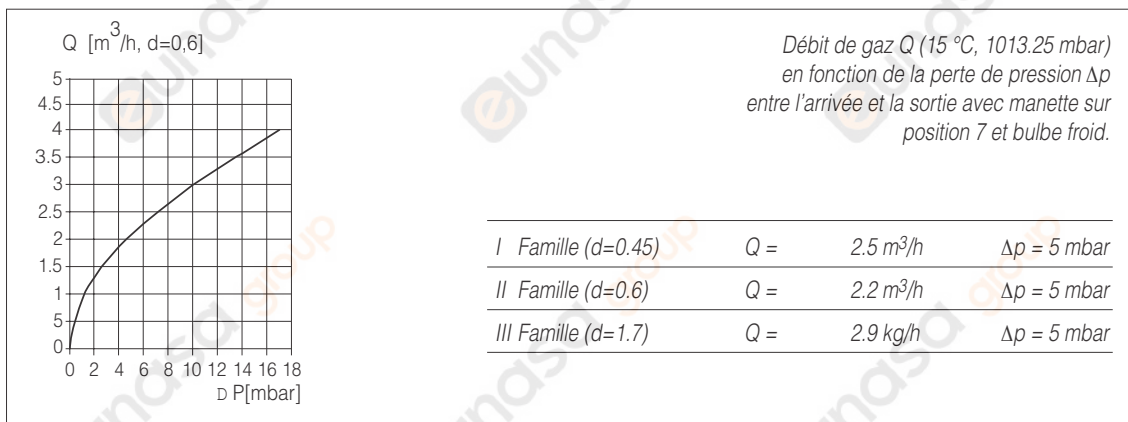 Q [m3/h, d=0,6]
5
4.5
4
3.5
3
2.5
2
1.5
1
5
0
0 2 4 6 8 10 12 14 16 18
D P[mbar]
Débit de gaz Q (15 °C, 1013.25 mbar)
en fonction de la perte de pression Δp
entre l'arrivée et la sortie avec manette sur
position 7 et bulbe froid.
I Famille (d=0.45) Q = 2.5 m3/h Δp = 5 mbar
II Famille (d=0.6) Q = 2.2 m3/h Δp = 5 mbar
III Famille (d=1.7) Q = 2.9 kg/h Δp = 5 mbar
eunasa group